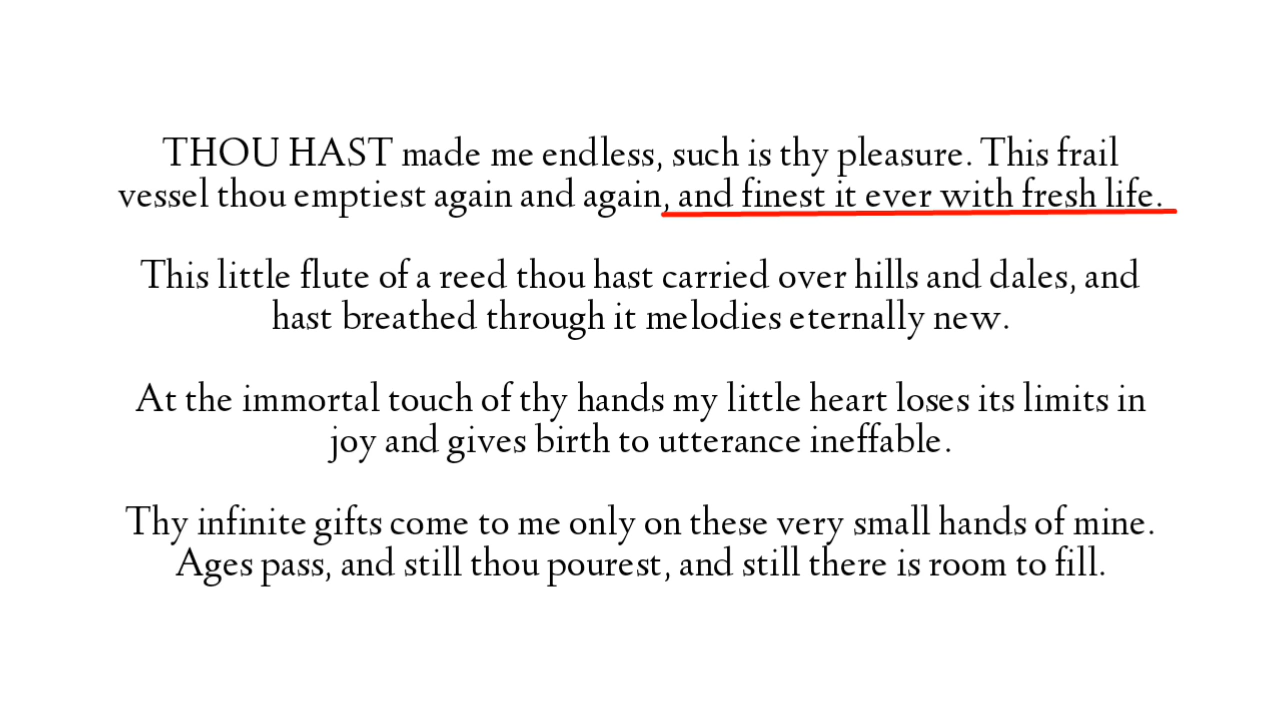 THOU HAST made me endless, such is thy pleasure. This frail
vessel thou emptiest again and again, and finest it ever with fresh life.
This little flute of a reed thou hast carried over hills and dales, and
hast breathed through it melodies eternally new.
At the immortal touch of thy hands my little heart loses its limits in
joy and gives birth to utterance ineffable.
Thy infinite gifts come to me only on these very small hands of mine.
Ages pass, and still thou pourest, and still there is room to fill.